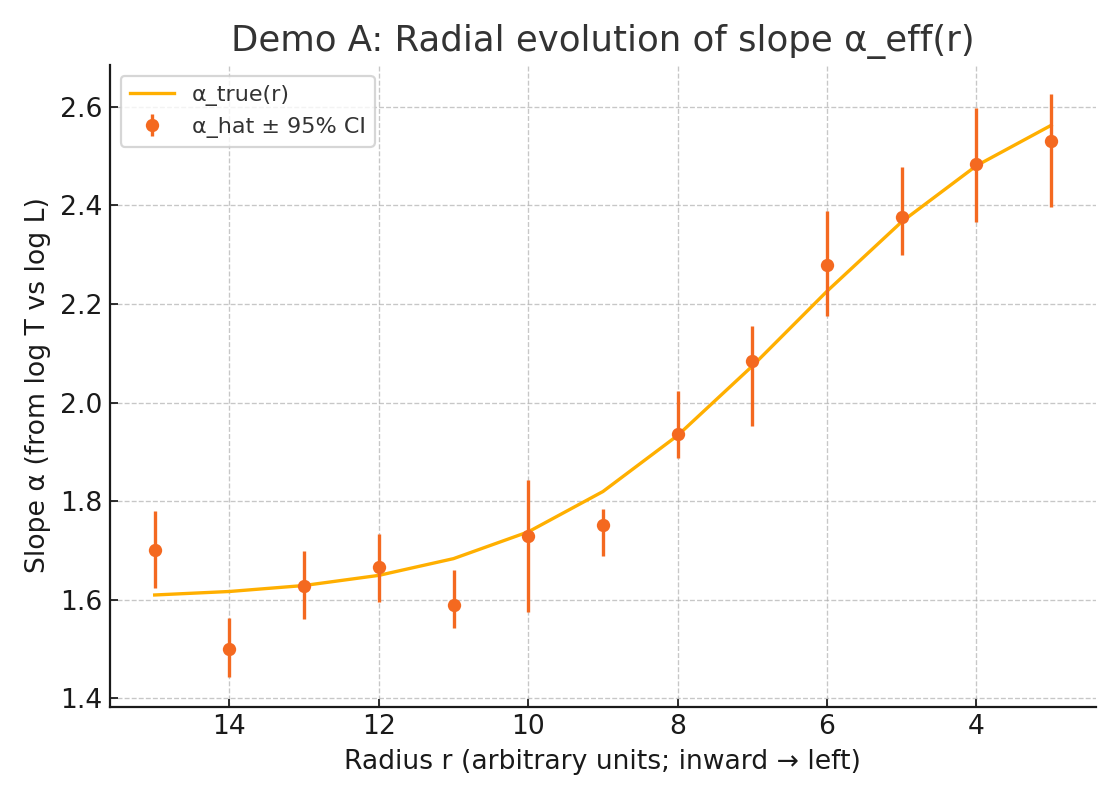 Demo A: Radial evolution of slope α_eff(r)
α_true(r)
α_hat ± 95% CI
Slope α (from log T vs log L)
2.6
2.4
2.2
2.0
1.8
1.6
1.4
14 12 10 8 6 4
Radius r (arbitrary units; inward → left)